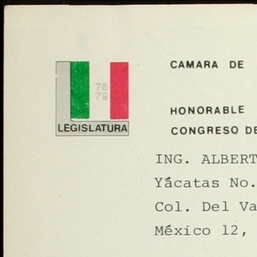 CAMARA DE
78
79
LEGISLATURA
HONORABLE
CONGRESO DE
ING. ALBERT
Yácatas No.
Col. Del Va
México 12,